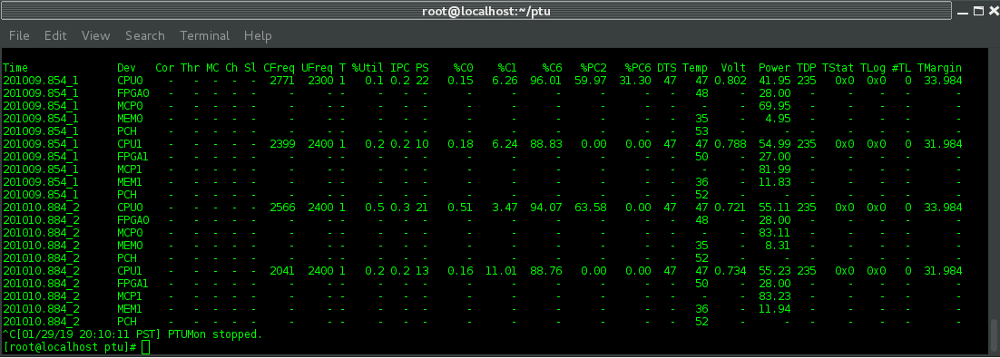 root@localhost:~/ptu
File Edit View Search Terminal Help
Time Dev Cor Thr MC Ch Sl CFreq UFreq T %Util IPC PS %C0 %C1 %C6 %PC2 %PC6 DTS Temp Volt Power TDP TStat TLog #TL TMargin
201009.854_1 CPU0 - - - - - 2771 2300 1 0.1 0.2 22 0.15 6.26 96.01 59.97 31.30 47 47 0.802 41.95 235 0x0 0x0 0 33.984
201009.854_1 FPGA0 - - - - - - - - - - - - - - - - - 48 - 28.00 - - - - -
201009.854_1 MCP0 - - - - - - - - - - - - - - - - - - - 69.95 - - - - -
201009.854_1 MEM0 - - - - - - - - - - - - - - - - - 35 - 4.95 - - - - -
201009.854_1 PCH - - - - - - - - - - - - - - - - - 53 - - - - - - -
201009.854_1 CPU1 - - - - - 2399 2400 1 0.2 0.2 10 0.18 6.24 88.83 0.00 0.00 47 47 0.788 54.99 235 0x0 0x0 0 31.984
201009.854_1 FPGA1 - - - - - - - - - - - - - - - - - 50 - 27.00 - - - - -
201009.854_1 MCP1 - - - - - - - - - - - - - - - - - - - 81.99 - - - - -
201009.854_1 MEM1 - - - - - - - - - - - - - - - - - 36 - 11.83 - - - - -
201009.854_1 PCH - - - - - - - - - - - - - - - - - 52 - - - - - - -
201010.884_2 CPU0 - - - - - 2566 2400 1 0.5 0.3 21 0.51 3.47 94.07 63.58 0.00 47 47 0.721 55.11 235 0x0 0x0 0 33.984
201010.884_2 FPGA0 - - - - - - - - - - - - - - - - - 48 - 28.00 - - - - -
201010.884_2 MCP0 - - - - - - - - - - - - - - - - - - - 83.11 - - - - -
201010.884_2 MEM0 - - - - - - - - - - - - - - - - - 35 - 8.31 - - - - -
201010.884_2 PCH - - - - - - - - - - - - - - - - - 52 - - - - - - -
201010.884_2 CPU1 - - - - - 2041 2400 1 0.2 0.2 13 0.16 11.01 88.76 0.00 0.00 47 47 0.734 55.23 235 0x0 0x0 0 31.984
201010.884_2 FPGA1 - - - - - - - - - - - - - - - - - 50 - 28.00 - - - - -
201010.884_2 MCP1 - - - - - - - - - - - - - - - - - - - 83.23 - - - - -
201010.884_2 MEM1 - - - - - - - - - - - - - - - - - 36 - 11.94 - - - - -
201010.884_2 PCH - - - - - - - - - - - - - - - - - 52 - - - - - - -
^C[01/29/19 20:10:11 PST] PTUMon stopped.
[root@localhost ptu]#